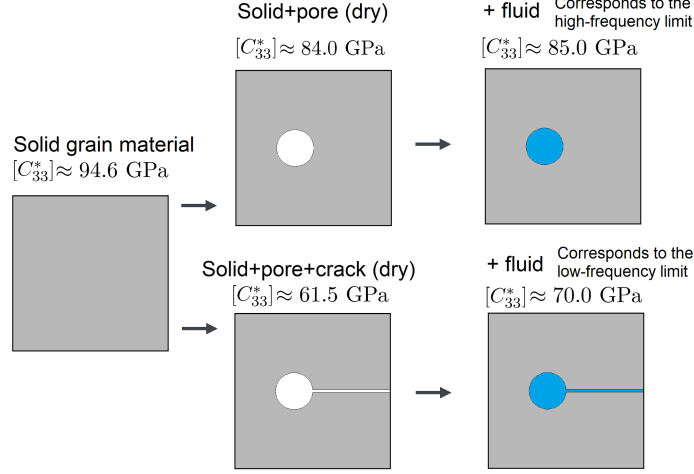 Solid+pore (dry)
+ fluid
Corresponds to the
high-frequency limit
[C*33]≈ 84.0 GPa
[C*33]≈ 85.0 GPa
Solid grain material
[C*33]≈ 94.6 GPa
Solid+pore+crack (dry)
+ fluid
Corresponds to the
low-frequency limit
[C*33]≈ 61.5 GPa
[C*33]≈ 70.0 GPa